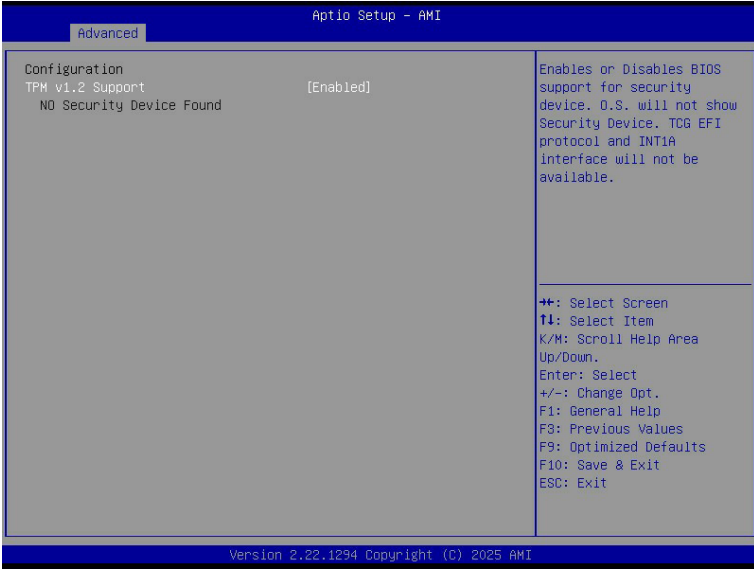 Aptio Setup – AMI
Advanced
Configuration
TPM v1.2 Support [Enabled]
NO Security Device Found
Enables or Disables BIOS
support for security
device. O.S. will not show
Security Device. TCG EFI
protocol and INT1A
interface will not be
available.
→←: Select Screen
↑↓: Select Item
K/M: Scroll Help Area
Up/Down.
Enter: Select
+/-: Change Opt.
F1: General Help
F3: Previous Values
F9: Optimized Defaults
F10: Save & Exit
ESC: Exit
Version 2.22.1294 Copyright (C) 2025 AMI